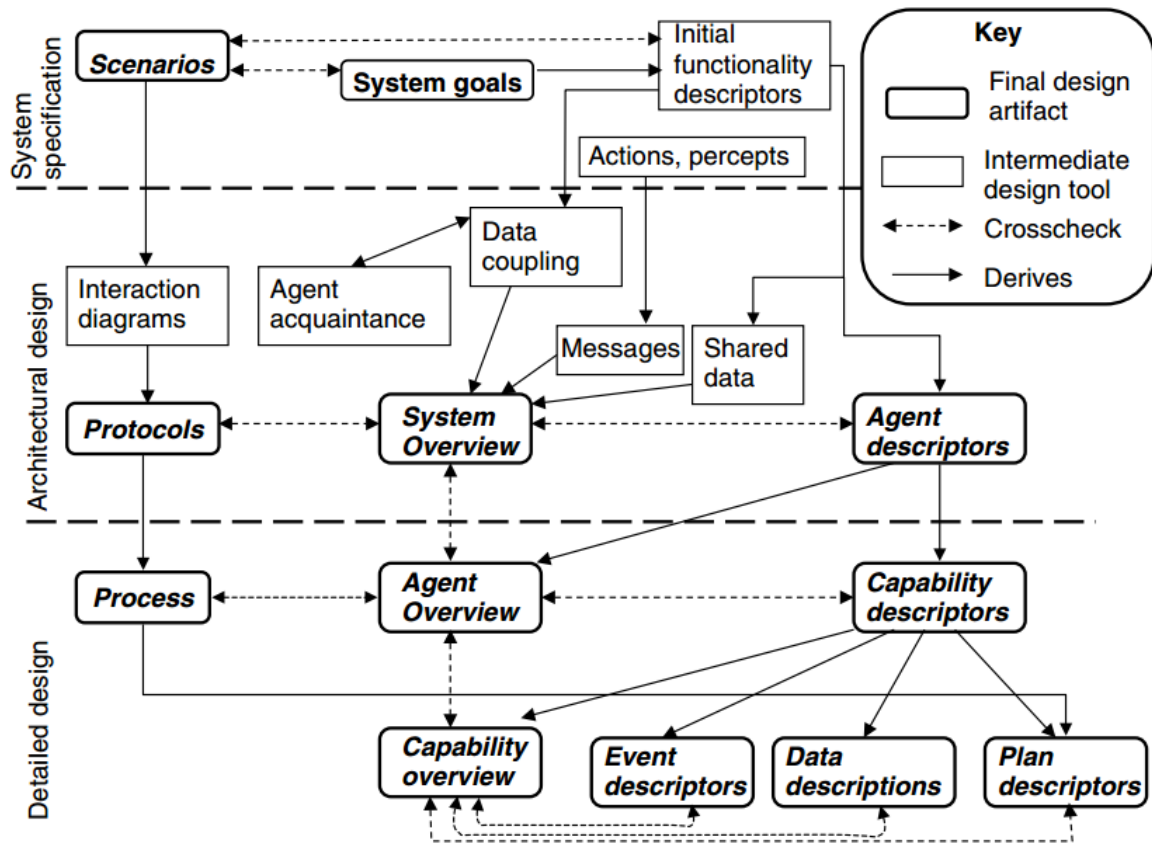 System
specification
Scenarios
System goals
Initial
functionality
descriptors
Actions, percepts
Key
Final design
artifact
Intermediate
design tool
Crosscheck
Derives
Architectural design
Interaction
diagrams
Agent
acquaintance
Data
coupling
Messages
Shared
data
Protocols
System
Overview
Agent
descriptors
Detailed design
Process
Agent
Overview
Capability
descriptors
Capability
overview
Event
descriptors
Data
descriptions
Plan
descriptors